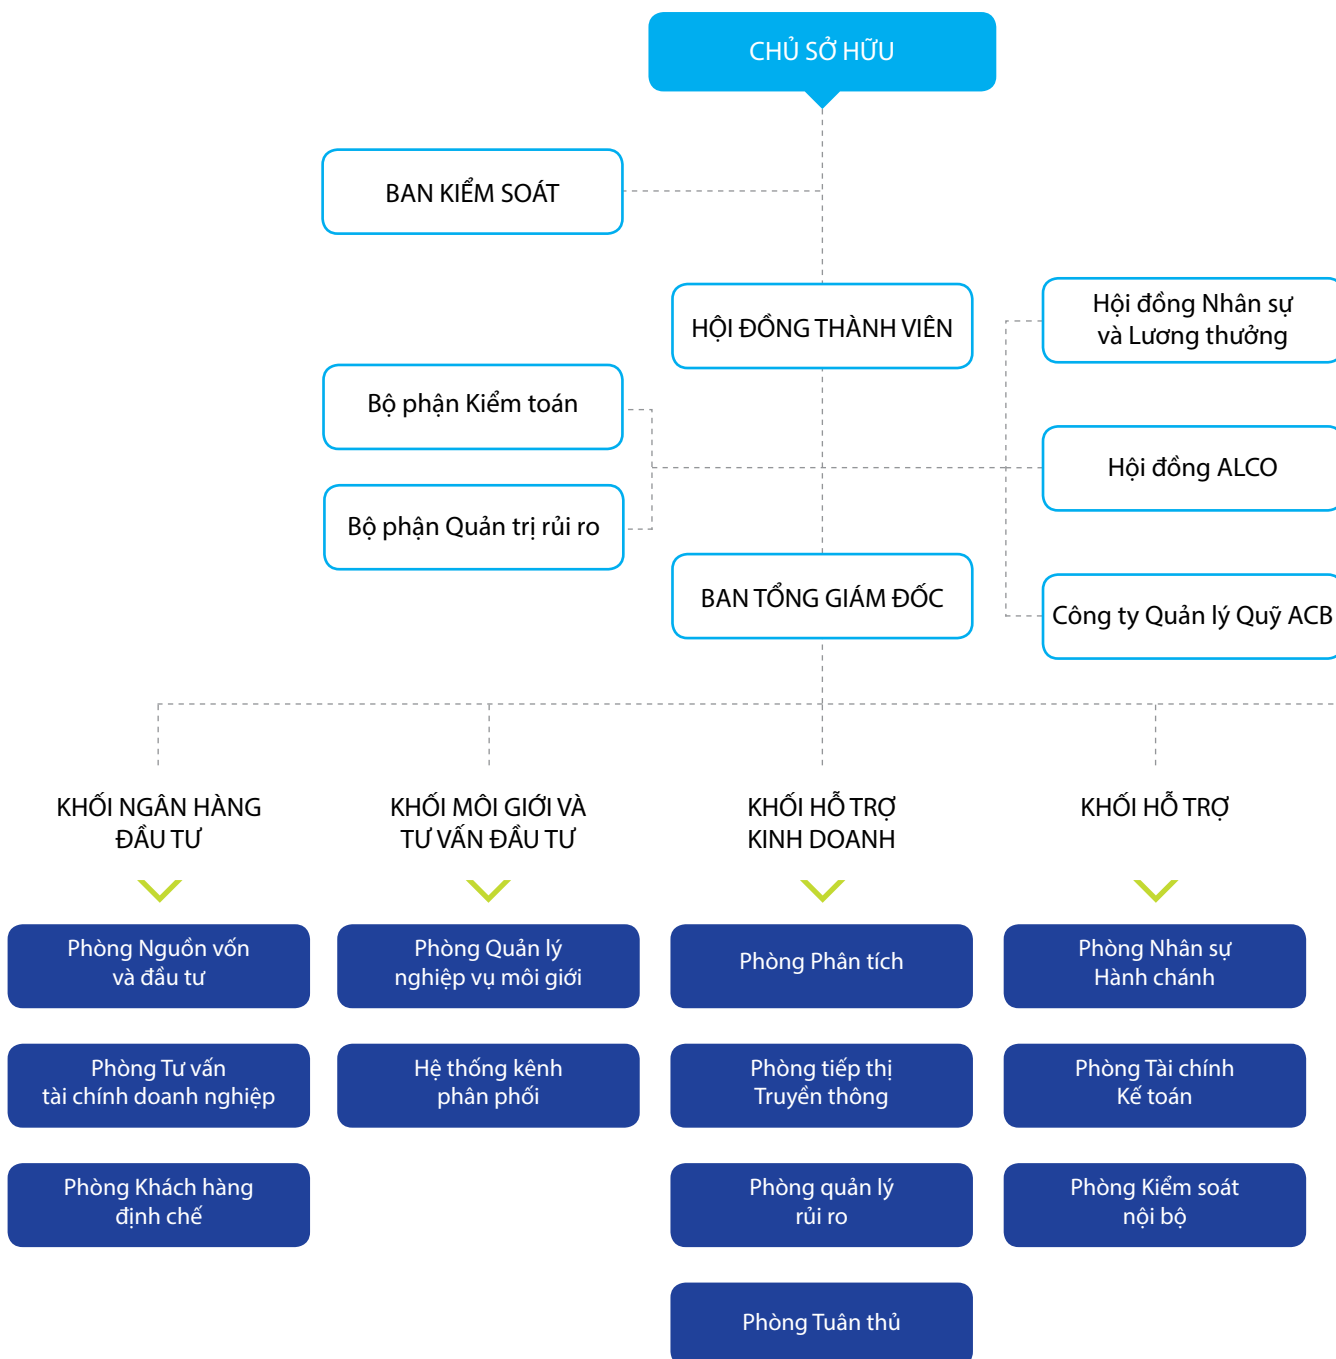 CHỦ SỞ HỮU
BAN KIỂM SOÁT
HỘI ĐỒNG THÀNH VIÊN
Hội đồng Nhân sự
và Lương thưởng
Bộ phận Kiểm toán
Hội đồng ALCO
Bộ phận Quản trị rủi ro
BAN TỔNG GIÁM ĐỐC
Công ty Quản lý Quỹ ACB
KHỐI NGÂN HÀNG
ĐẦU TƯ
KHỐI MÔI GIỚI VÀ
TƯ VẤN ĐẦU TƯ
KHỐI HỖ TRỢ
KINH DOANH
KHỐI HỖ TRỢ
Phòng Nguồn vốn
và đầu tư
Phòng Quản lý
nghiệp vụ môi giới
Phòng Phân tích
Phòng Nhân sự
Hành chánh
Phòng Tư vấn
tài chính doanh nghiệp
Hệ thống kênh
phân phối
Phòng tiếp thị
Truyền thông
Phòng Tài chính
Kế toán
Phòng Khách hàng
định chế
Phòng quản lý
rủi ro
Phòng Kiểm soát
nội bộ
Phòng Tuân thủ